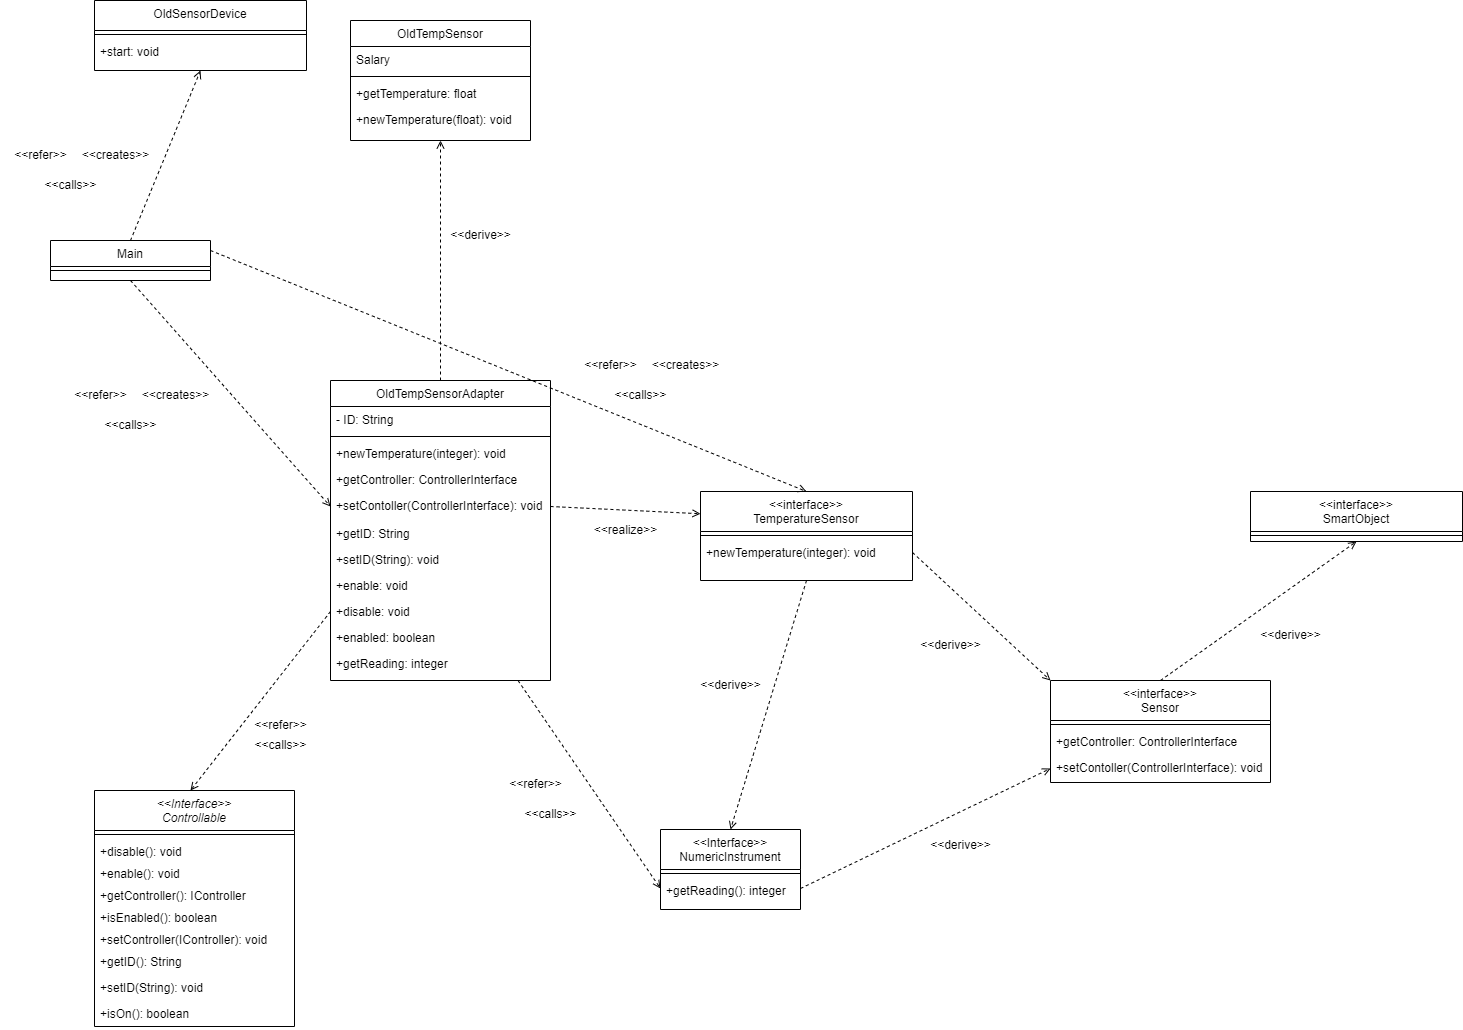 OldSensorDevice
+start: void
OldTempSensor
Salary
+getTemperature: float
+newTemperature(float): void
<<refer>> <<creates>>
<<calls>>
<<derive>>
Main
<<refer>> <<creates>>
<<calls>>
<<refer>> <<creates>>
<<calls>>
OldTempSensorAdapter
- ID: String
+newTemperature(integer): void
+getController: ControllerInterface
+setContoller(ControllerInterface): void
+getID: String
+setID(String): void
+enable: void
+disable: void
+enabled: boolean
+getReading: integer
<<realize>>
<<interface>>
TemperatureSensor
+newTemperature(integer): void
<<interface>>
SmartObject
<<derive>>
<<derive>>
<<derive>>
<<interface>>
Sensor
+getController: ControllerInterface
+setContoller(ControllerInterface): void
<<refer>>
<<calls>>
<<refer>>
<<calls>>
<<Interface>>
Controllable
+disable(): void
+enable(): void
+getController(): IController
+isEnabled(): boolean
+setController(IController): void
+getID(): String
+setID(String): void
+isOn(): boolean
<<Interface>>
NumericInstrument
+getReading(): integer
<<derive>>